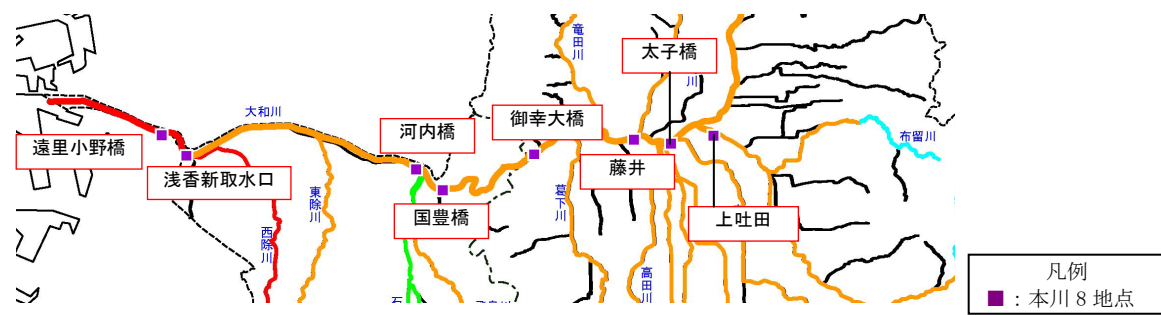 竜田川
太子橋
川
大和川
御幸大橋
河内橋
布留川
遠里小野橋
浅香新取水口
藤井
東除川
葛下川
国豊橋
上吐田
西除川
高田川
石
凡例
■：本川8地点